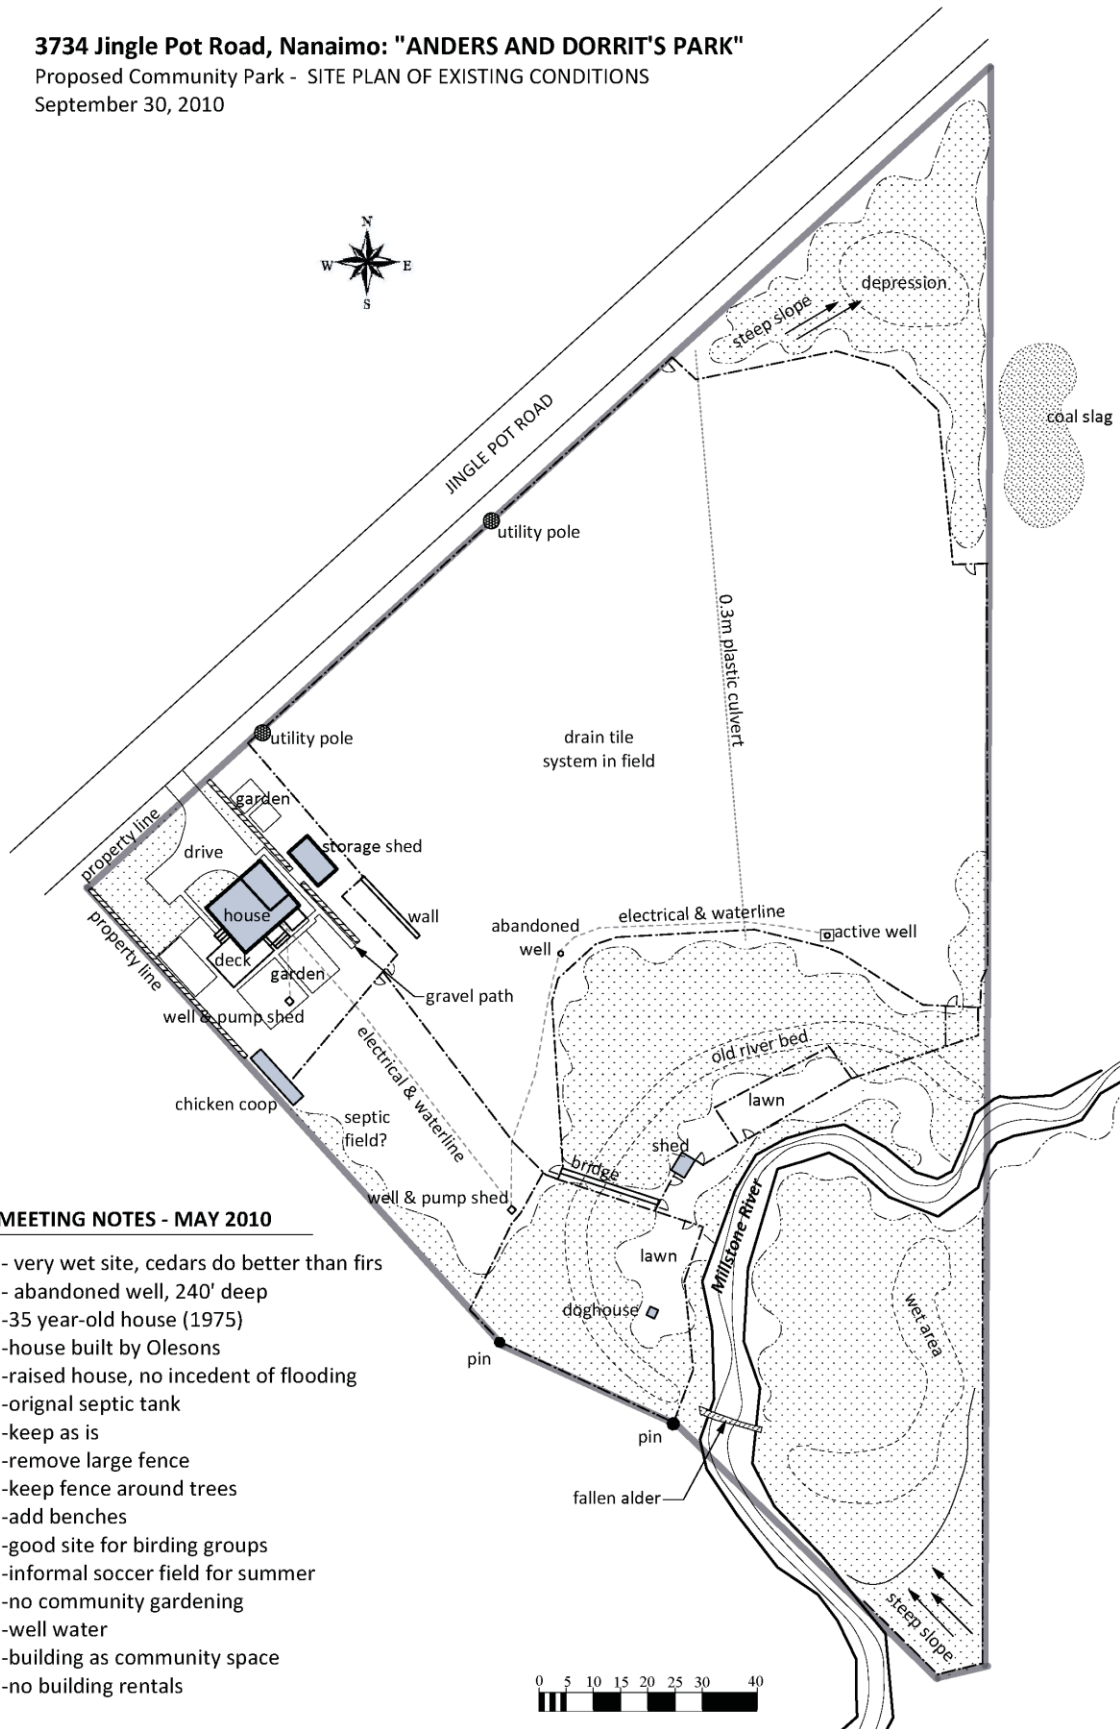 3734 Jingle Pot Road, Nanaimo: "ANDERS AND DORRIT'S PARK"
Proposed Community Park - SITE PLAN OF EXISTING CONDITIONS
September 30, 2010
N
W E
S
depression
steep slope
coal slag
JINGLE POT ROAD
utility pole
0.3m plastic culvert
utility pole
drain tile
system in field
garden
property line
drive
storage shed
house
wall
property line
deck
garden
gravel path
well & pump shed
abandoned
well
electrical & waterline
active well
old river bed
electrical & waterline
chicken coop
septic
field?
lawn
shed
bridge
well & pump shed
Millstone River
lawn
doghouse
wet area
pin
pin
fallen alder
steep slope
MEETING NOTES - MAY 2010
- very wet site, cedars do better than firs
- abandoned well, 240' deep
-35 year-old house (1975)
-house built by Olesons
-raised house, no incedent of flooding
-orignal septic tank
-keep as is
-remove large fence
-keep fence around trees
-add benches
-good site for birding groups
-informal soccer field for summer
-no community gardening
-well water
-building as community space
-no building rentals
0 5 10 15 20 25 30 40